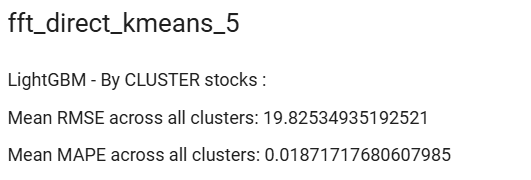 fft_direct_kmeans_5
LightGBM - By CLUSTER stocks :
Mean RMSE across all clusters: 19.82534935192521
Mean MAPE across all clusters: 0.01871717680607985